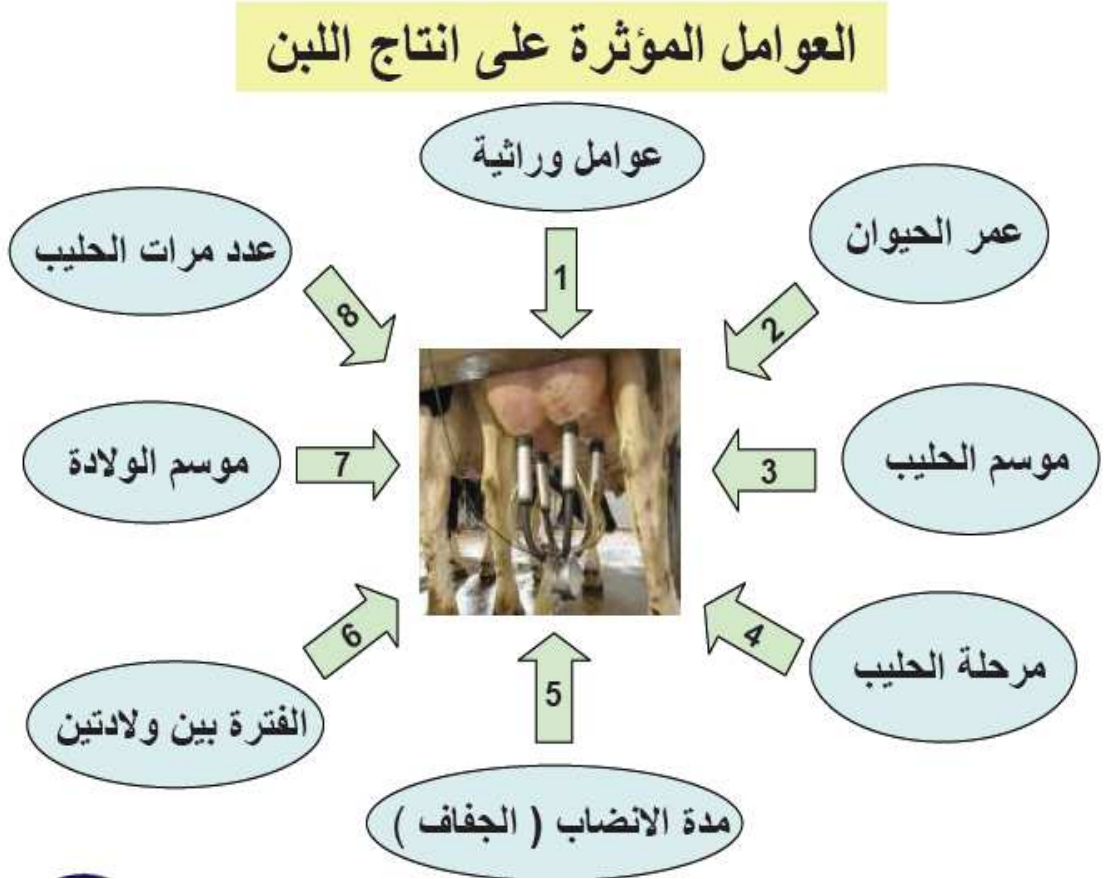 العوامل المؤثرة على انتاج اللبن
عوامل وراثية
1
عمر الحيوان
2
موسم الحليب
3
مرحلة الحليب
4
مدة الانضاب ( الجفاف )
5
الفترة بين ولادتين
6
موسم الولادة
7
عدد مرات الحليب
8